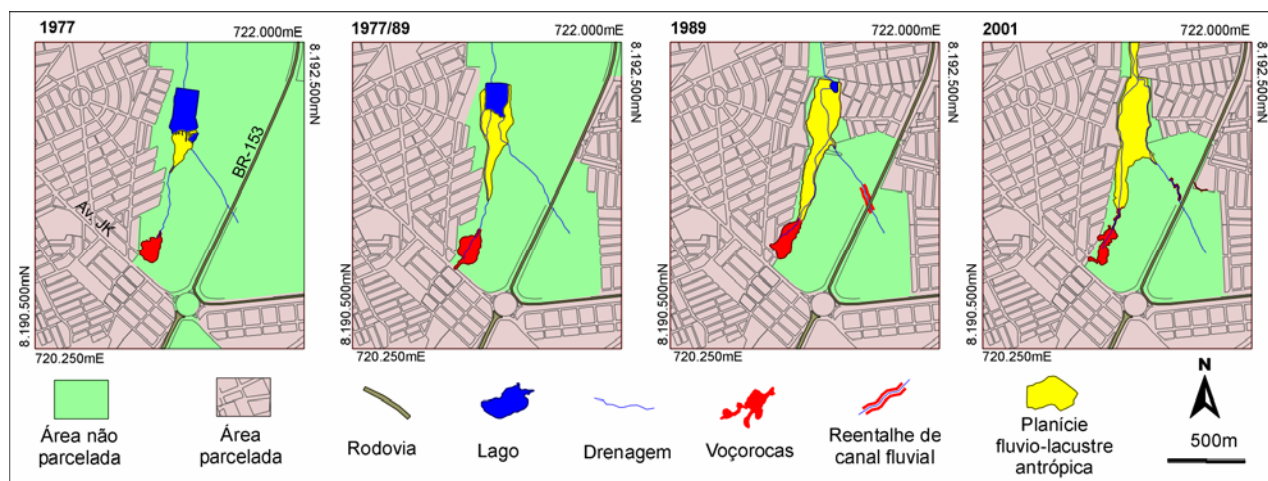 1977
722.000mE
8.192.500mN
BR-153
Av. JK
8.190.500mN
720.250mE
1977/89
722.000mE
8.192.500mN
8.190.500mN
720.250mE
1989
722.000mE
8.192.500mN
8.190.500mN
720.250mE
2001
722.000mE
8.192.500mN
8.190.500mN
720.250mE
Área não
parcelada
Área
parcelada
Rodovia
Lago
Drenagem
Voçorocas
Reentalhe de
canal fluvial
Planície
fluvio-lacustre
antrópica
N
500m